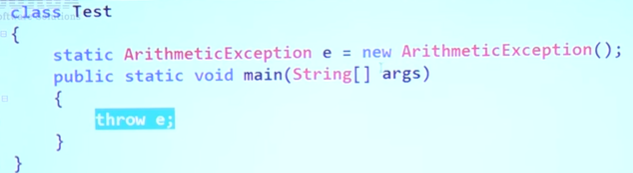 class Test
{
static ArithmeticException e = new ArithmeticException();
public static void main(String[] args)
{
throw e;
}
}